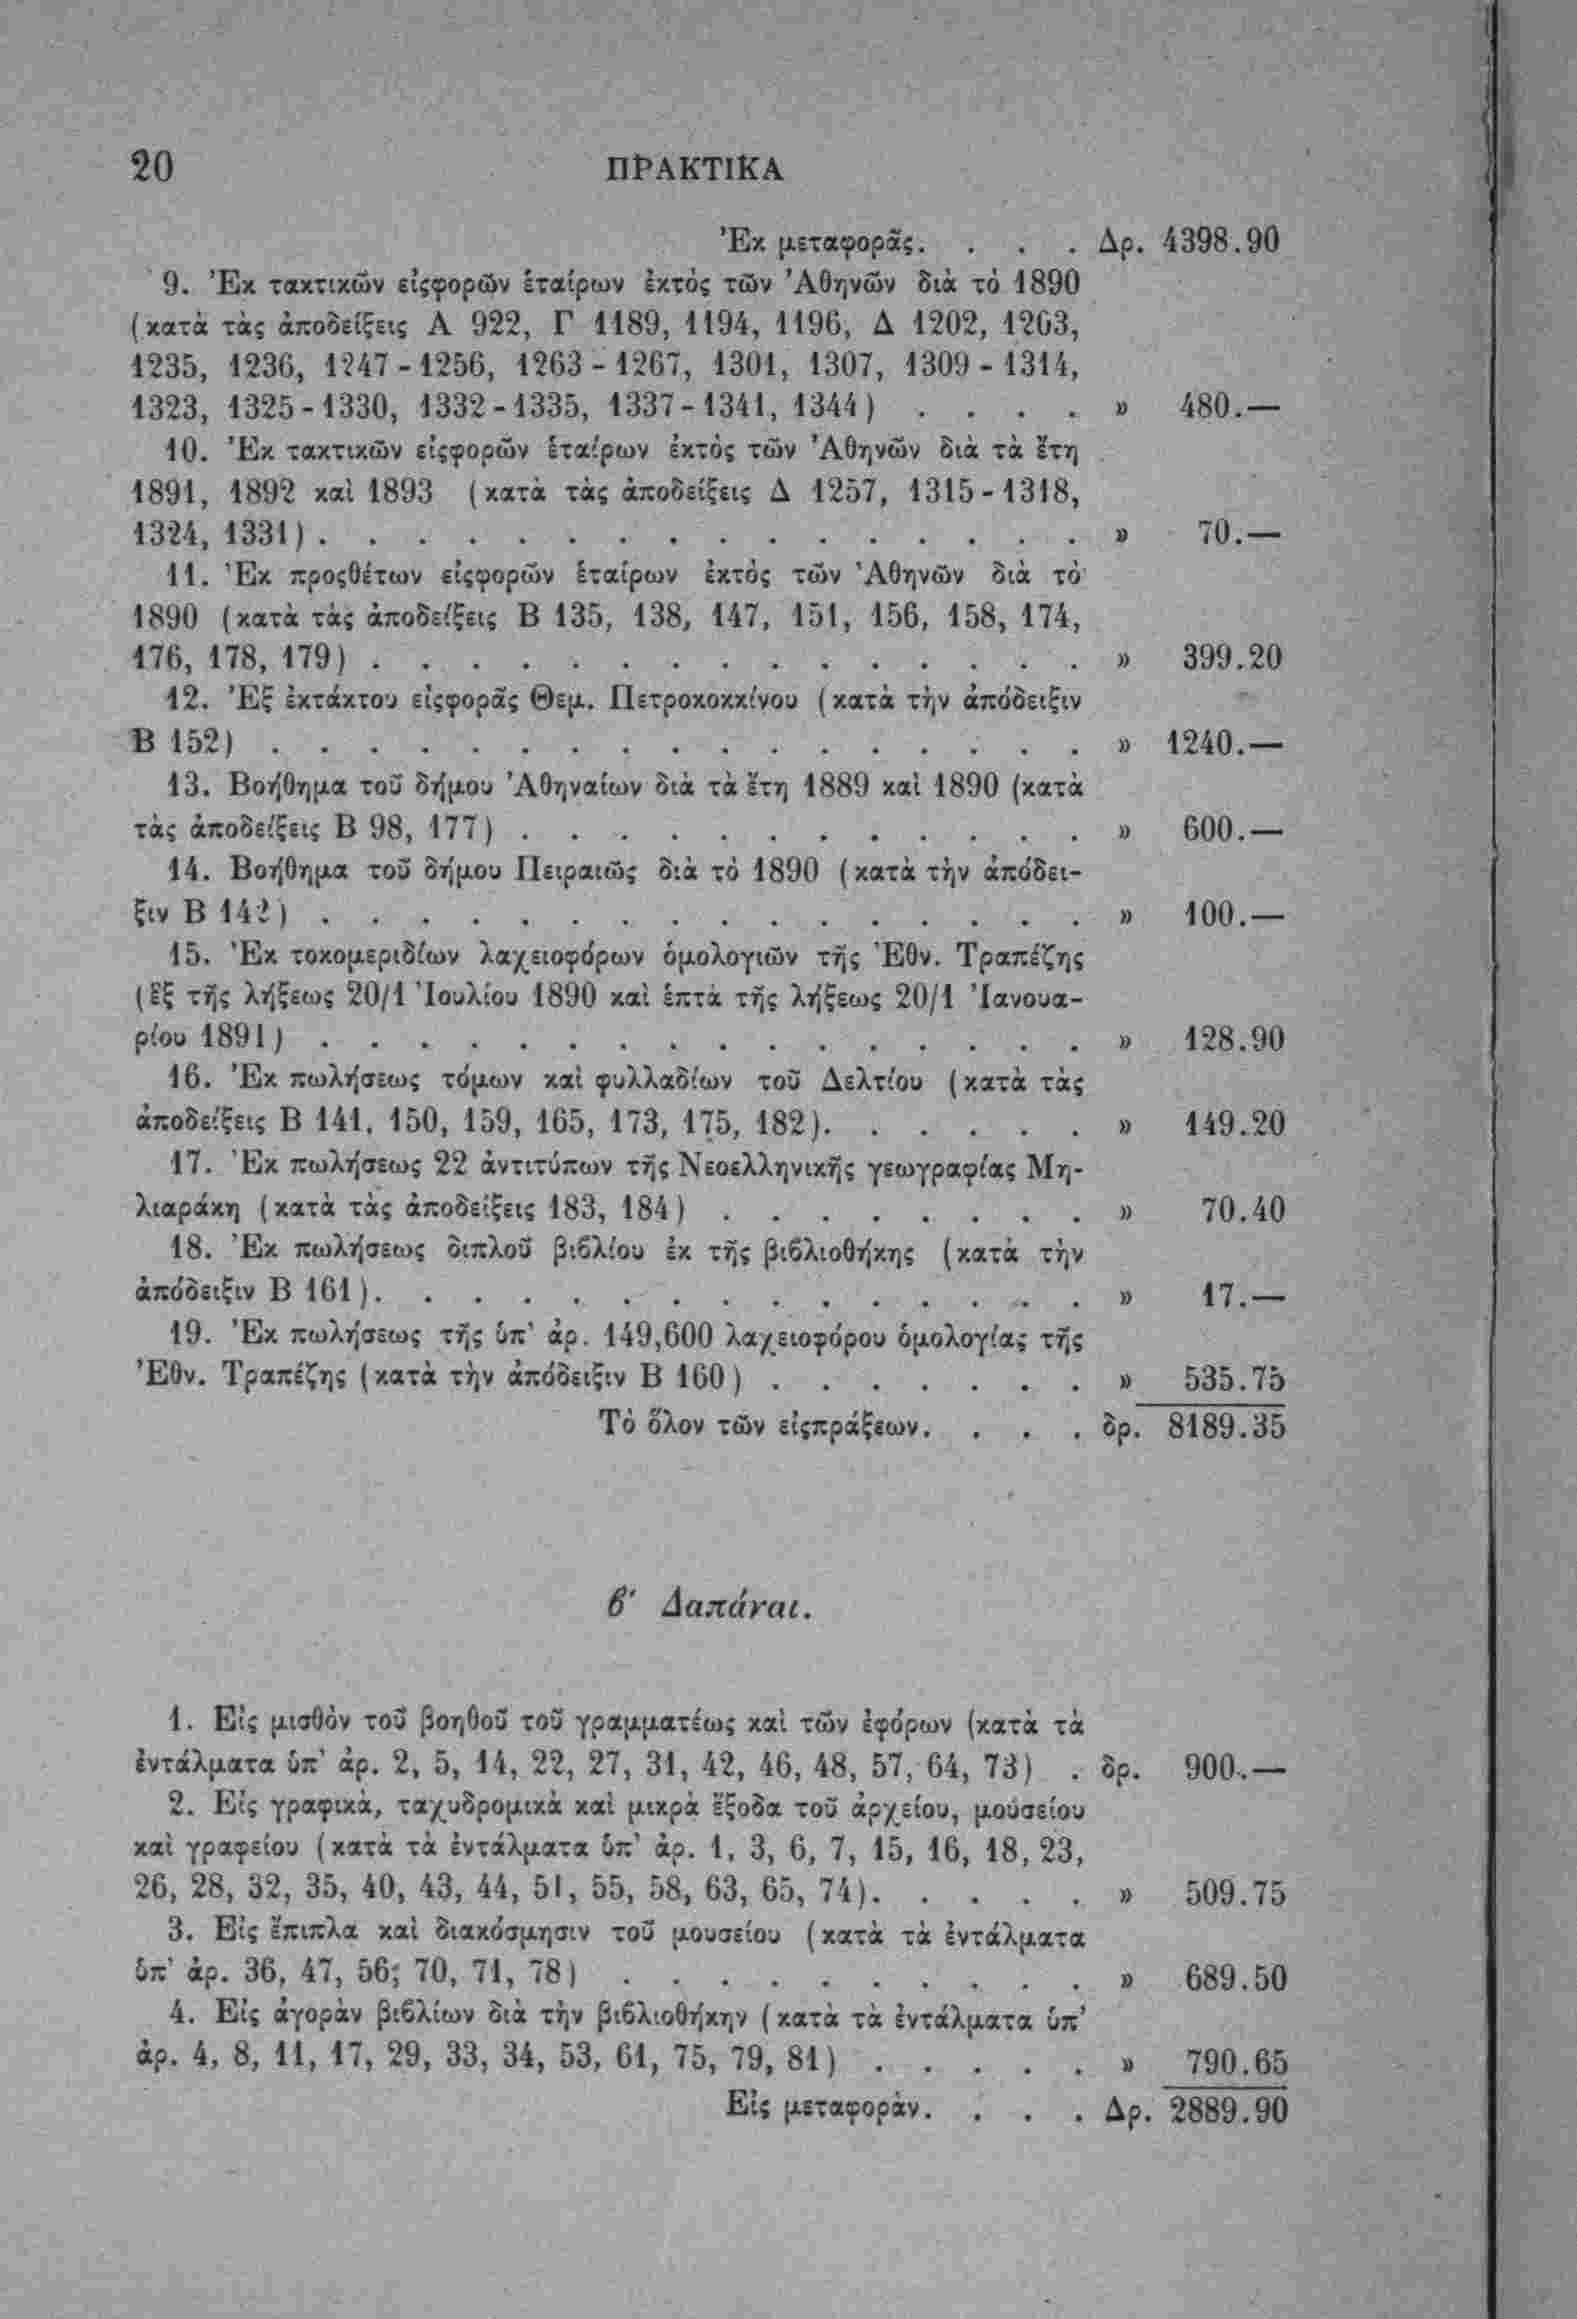 20 ΠΡΑΚΤΙΚΑ
Ἐκ μεταφορᾶς. . . . Δρ. 4398.90
9. Ἐκ τακτικῶν εἰςφορῶν ἑταίρων ἐκτὸς τῶν Ἀθηνῶν διὰ τὸ 1890
(κατὰ τὰς ἀποδείξεις Α 922, Γ 1189, 1194, 1196, Δ 1202, 1203,
1235, 1236, 1247-1256, 1263-1267, 1301, 1307, 1309-1314,
1323, 1325-1330, 1332-1335, 1337-1341, 1344) . . . . » 480.—
10. Ἐκ τακτικῶν εἰςφορῶν ἑταίρων ἐκτὸς τῶν Ἀθηνῶν διὰ τὰ ἔτη
1891, 1892 καὶ 1893 (κατὰ τὰς ἀποδείξεις Δ 1257, 1315-1318,
1324, 1331) . . . . . . . . . . . . . . . . » 70.—
11. Ἐκ προςθέτων εἰςφορῶν ἑταίρων ἐκτὸς τῶν Ἀθηνῶν διὰ τὸ
1890 (κατὰ τὰς ἀποδείξεις Β 135, 138, 147, 151, 156, 158, 174,
176, 178, 179) . . . . . . . . . . . . . . . » 399.20
12. Ἐξ ἐκτάκτου εἰςφορᾶς Θεμ. Πετροκοκκίνου (κατὰ τὴν ἀπόδειξιν
Β 152) . . . . . . . . . . . . . . . . . » 1240.—
13. Βοήθημα τοῦ δήμου Ἀθηναίων διὰ τὰ ἔτη 1889 καὶ 1890 (κατὰ
τὰς ἀποδείξεις Β 98, 177) . . . . . . . . . . . . » 600.—
14. Βοήθημα τοῦ δήμου Πειραιῶς διὰ τὸ 1890 (κατὰ τὴν ἀπόδει-
ξιν Β 142) . . . . . . . . . . . . . . . . » 100.—
15. Ἐκ τοκομεριδίων λαχειοφόρων ὁμολογιῶν τῆς Ἐθν. Τραπέζης
(ἓξ τῆς λήξεως 20/1 Ἰουλίου 1890 καὶ ἑπτὰ τῆς λήξεως 20/1 Ἰανουα-
ρίου 1891) . . . . . . . . . . . . . . . . » 128.90
16. Ἐκ πωλήσεως τόμων καὶ φυλλαδίων τοῦ Δελτίου (κατὰ τὰς
ἀποδείξεις Β 141, 150, 159, 165, 173, 175, 182). . . . . . » 149.20
17. Ἐκ πωλήσεως 22 ἀντιτύπων τῆς Νεοελληνικῆς γεωγραφίας Μη-
λιαράκη (κατὰ τὰς ἀποδείξεις 183, 184) . . . . . . . . » 70.40
18. Ἐκ πωλήσεως διπλοῦ βιϐλίου ἐκ τῆς βιϐλιοθήκης (κατὰ τὴν
ἀπόδειξιν Β 161). . . . . . . . . . . . . . . » 17.—
19. Ἐκ πωλήσεως τῆς ὑπ’ ἀρ. 149,600 λαχειοφόρου ὁμολογίας τῆς
Ἐθν. Τραπέζης (κατὰ τὴν ἀπόδειξιν Β 160) . . . . . . . » 535.75
Τὸ ὅλον τῶν εἰςπράξεων. . . . δρ. 8189.35
ϐ′ Δαπάναι.
1. Εἰς μισθὸν τοῦ βοηθοῦ τοῦ γραμματέως καὶ τῶν ἐφόρων (κατὰ τὰ
ἐντάλματα ὑπ’ ἀρ. 2, 5, 14, 22, 27, 31, 42, 46, 48, 57, 64, 73) . δρ. 900.—
2. Εἰς γραφικὰ, ταχυδρομικὰ καὶ μικρὰ ἔξοδα τοῦ ἀρχείου, μουσείου
καὶ γραφείου (κατὰ τὰ ἐντάλματα ὑπ’ ἀρ. 1, 3, 6, 7, 15, 16, 18, 23,
26, 28, 32, 35, 40, 43, 44, 51, 55, 58, 63, 65, 74). . . . . » 509.75
3. Εἰς ἔπιπλα καὶ διακόσμησιν τοῦ μουσείου (κατὰ τὰ ἐντάλματα
ὑπ’ ἀρ. 36, 47, 56; 70, 71, 78) . . . . . . . . . . » 689.50
4. Εἰς ἀγορὰν βιϐλίων διὰ τὴν βιϐλιοθήκην (κατὰ τὰ ἐντάλματα ὑπ’
ἀρ. 4, 8, 11, 17, 29, 33, 34, 53, 61, 75, 79, 81) . . . . . » 790.65
Εἰς μεταφοράν. . . . Δρ. 2889.90